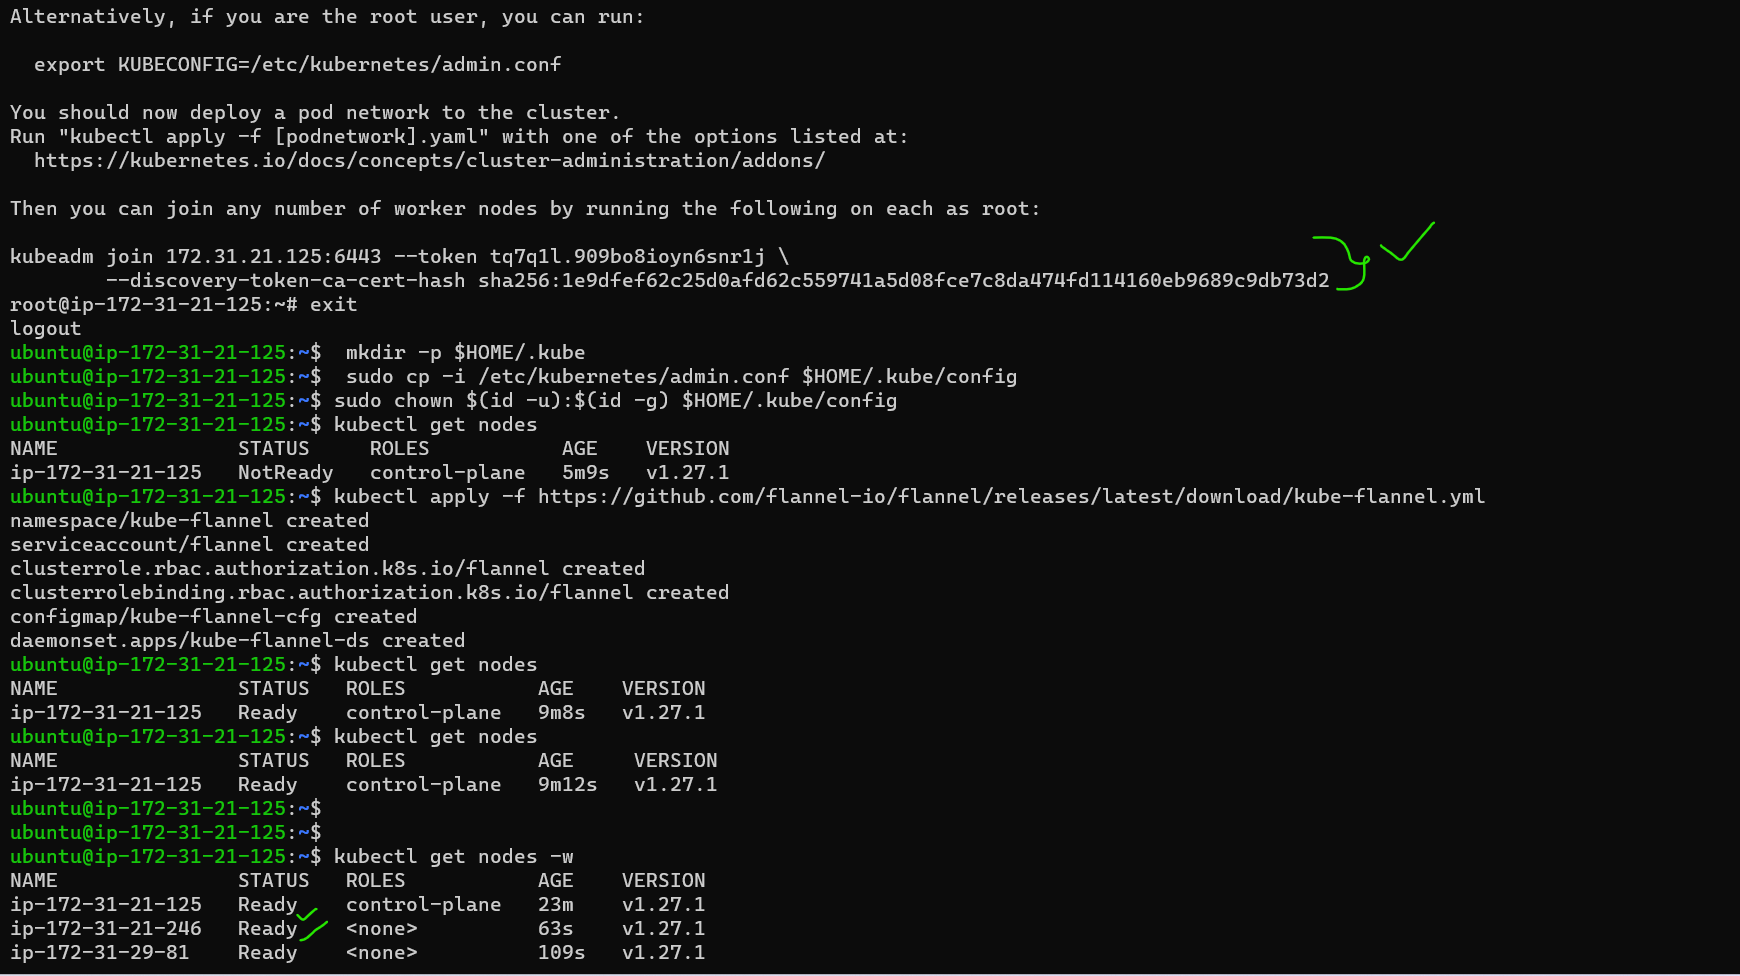 Alternatively, if you are the root user, you can run:
  export KUBECONFIG=/etc/kubernetes/admin.conf
You should now deploy a pod network to the cluster.
Run "kubectl apply -f [podnetwork].yaml" with one of the options listed at:
  https://kubernetes.io/docs/concepts/cluster-administration/addons/
Then you can join any number of worker nodes by running the following on each as root:
kubeadm join 172.31.21.125:6443 --token tq7q1l.909bo8ioyn6snr1j \
        --discovery-token-ca-cert-hash sha256:1e9dfef62c25d0afd62c559741a5d08fce7c8da474fd114160eb9689c9db73d2
root@ip-172-31-21-125:~# exit
logout
ubuntu@ip-172-31-21-125:~$  mkdir -p $HOME/.kube
ubuntu@ip-172-31-21-125:~$  sudo cp -i /etc/kubernetes/admin.conf $HOME/.kube/config
ubuntu@ip-172-31-21-125:~$ sudo chown $(id -u):$(id -g) $HOME/.kube/config
ubuntu@ip-172-31-21-125:~$ kubectl get nodes
NAME               STATUS     ROLES           AGE    VERSION
ip-172-31-21-125   NotReady   control-plane   5m9s   v1.27.1
ubuntu@ip-172-31-21-125:~$ kubectl apply -f https://github.com/flannel-io/flannel/releases/latest/download/kube-flannel.yml
namespace/kube-flannel created
serviceaccount/flannel created
clusterrole.rbac.authorization.k8s.io/flannel created
clusterrolebinding.rbac.authorization.k8s.io/flannel created
configmap/kube-flannel-cfg created
daemonset.apps/kube-flannel-ds created
ubuntu@ip-172-31-21-125:~$ kubectl get nodes
NAME               STATUS   ROLES           AGE    VERSION
ip-172-31-21-125   Ready    control-plane   9m8s   v1.27.1
ubuntu@ip-172-31-21-125:~$ kubectl get nodes
NAME               STATUS   ROLES           AGE     VERSION
ip-172-31-21-125   Ready    control-plane   9m12s   v1.27.1
ubuntu@ip-172-31-21-125:~$
ubuntu@ip-172-31-21-125:~$
ubuntu@ip-172-31-21-125:~$ kubectl get nodes -w
NAME               STATUS   ROLES           AGE    VERSION
ip-172-31-21-125   Ready    control-plane   23m    v1.27.1
ip-172-31-21-246   Ready    <none>          63s    v1.27.1
ip-172-31-29-81    Ready    <none>          109s   v1.27.1